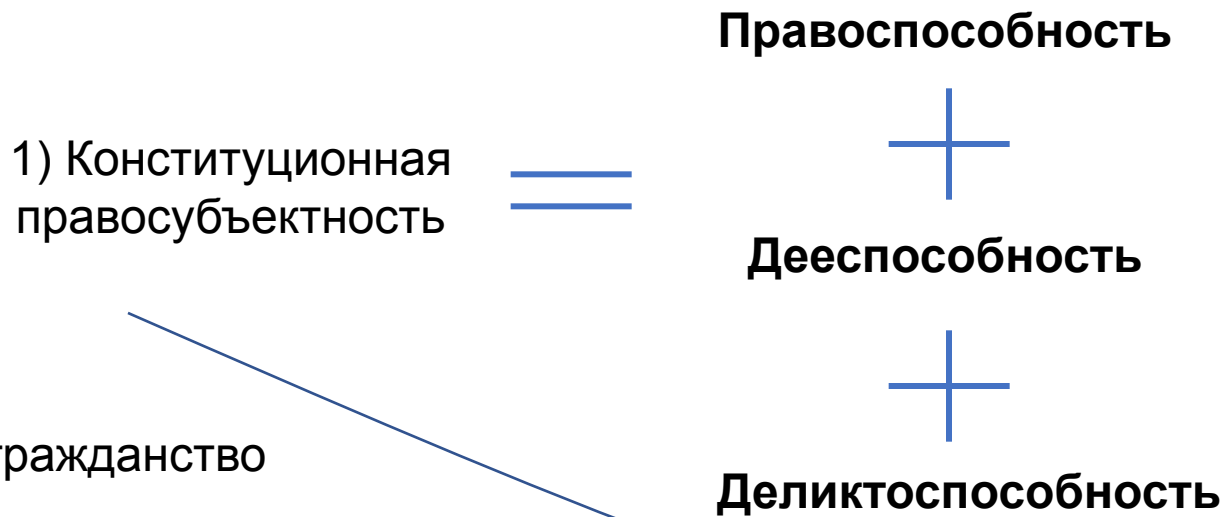 Правоспособность
1) Конституционная
правосубъектность
Дееспособность
гражданство
Деликтоспособность